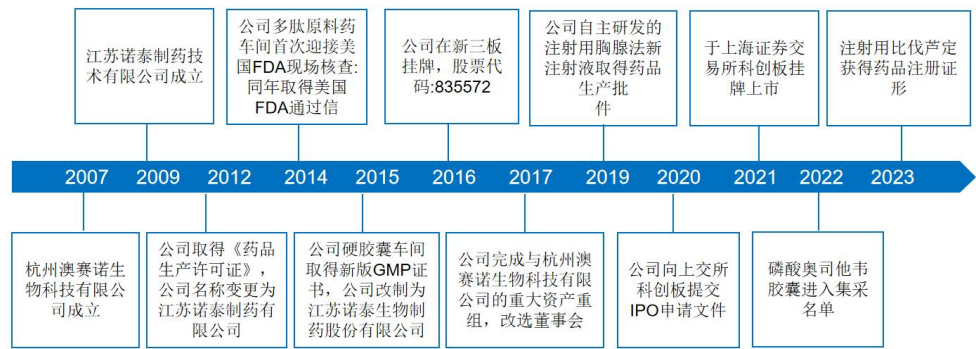 江苏诺泰制药技
术有限公司成立
公司多肽原料药
车间首次迎接美
国FDA现场核查:
同年取得美国
FDA通过信
公司在新三板
挂牌，股票代
码:835572
公司自主研发的
注射用胸腺法新
注射液取得药品
生产批
件
于上海证券交
易所科创板挂
牌上市
注射用比伐芦定
获得药品注册证
形
2007
2009
2012
2014
2015
2016
2017
2019
2020
2021
2022
2023
杭州澳赛诺生
物科技有限公
司成立
公司取得《药品
生产许可证》，
公司名称变更为
江苏诺泰制药有
限公司
公司硬胶囊车间
取得新版GMP证
书，公司改制为
江苏诺泰生物制
药股份有限公司
公司完成与杭州澳
赛诺生物科技有限
公司的重大资产重
组，改选董事会
公司向上交所
科创板提交
IPO申请文件
磷酸奥司他韦
胶囊进入集采
名单